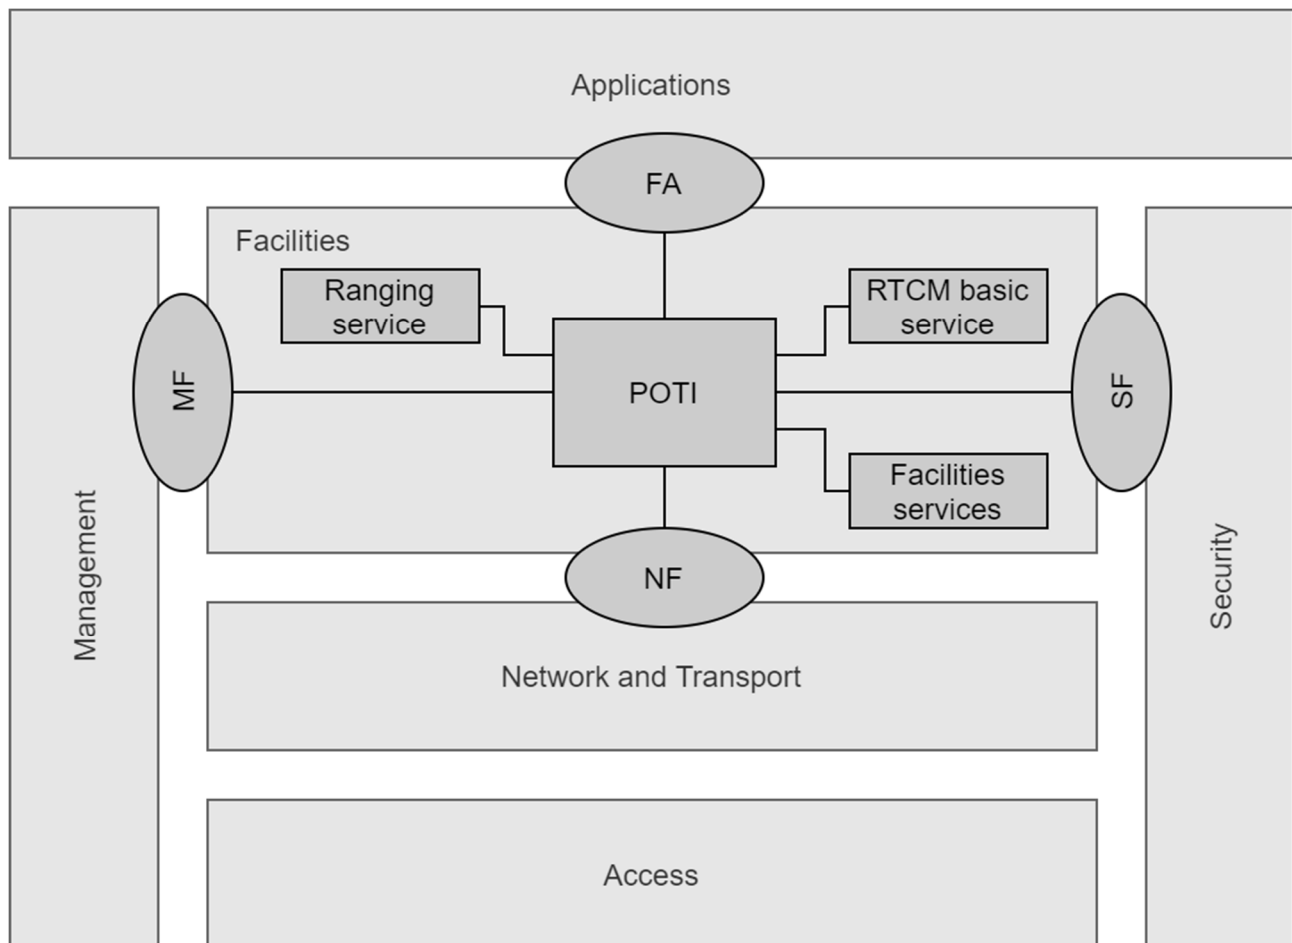 Applications
FA
Facilities
Ranging
service
RTCM basic
service
MF
POTI
SF
Facilities
services
Management
Security
NF
Network and Transport
Access